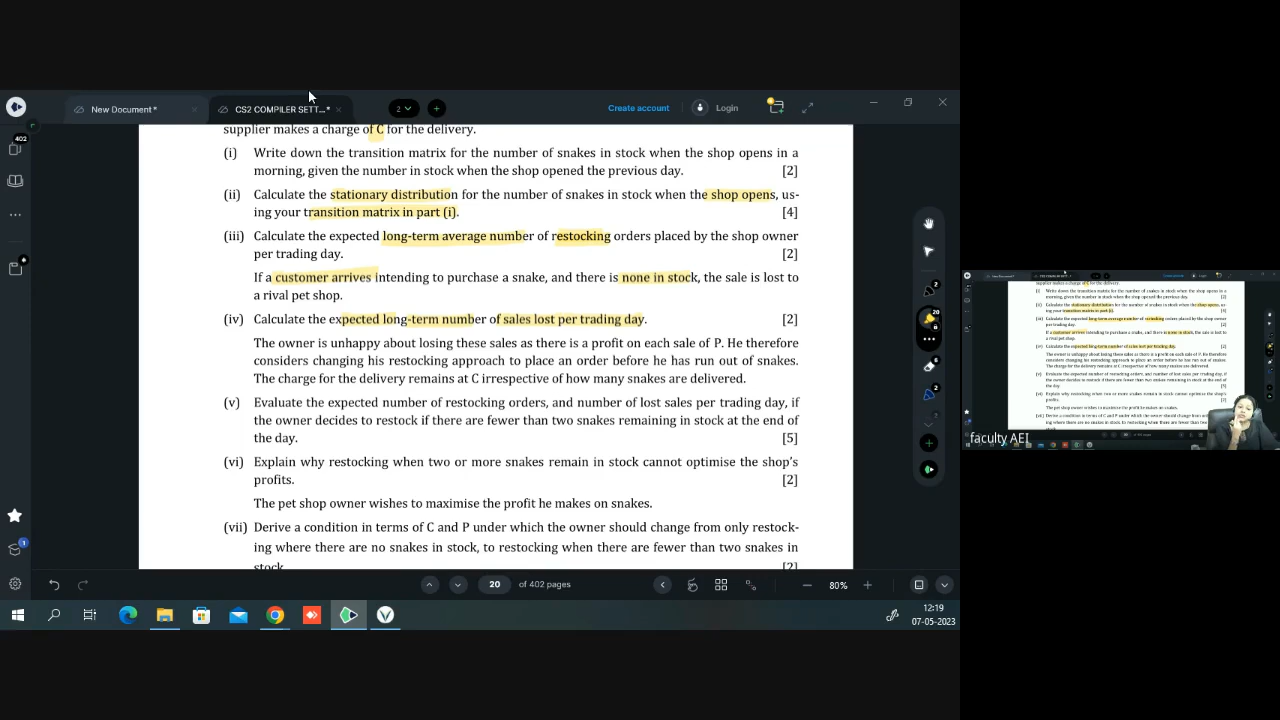 New Document*
CS2 COMPILER SETT...*
2
Create account
Login
402
supplier makes a charge of C for the delivery.
(i) Write down the transition matrix for the number of snakes in stock when the shop opens in a
morning, given the number in stock when the shop opened the previous day. [2]
(ii) Calculate the stationary distribution for the number of snakes in stock when the shop opens, us-
ing your transition matrix in part (i). [4]
(iii) Calculate the expected long-term average number of restocking orders placed by the shop owner
per trading day. [2]
If a customer arrives intending to purchase a snake, and there is none in stock, the sale is lost to
a rival pet shop.
(iv) Calculate the expected long-term number of sales lost per trading day. [2]
The owner is unhappy about losing these sales as there is a profit on each sale of P. He therefore
considers changing his restocking approach to place an order before he has run out of snakes.
The charge for the delivery remains at C irrespective of how many snakes are delivered.
(v) Evaluate the expected number of restocking orders, and number of lost sales per trading day, if
the owner decides to restock if there are fewer than two snakes remaining in stock at the end of
the day. [5]
(vi) Explain why restocking when two or more snakes remain in stock cannot optimise the shop's
profits. [2]
The pet shop owner wishes to maximise the profit he makes on snakes.
(vii) Derive a condition in terms of C and P under which the owner should change from only restock-
ing where there are no snakes in stock, to restocking when there are fewer than two snakes in
stock. [2]
20 of 402 pages
80%
12:19
07-05-2023
faculty AEI